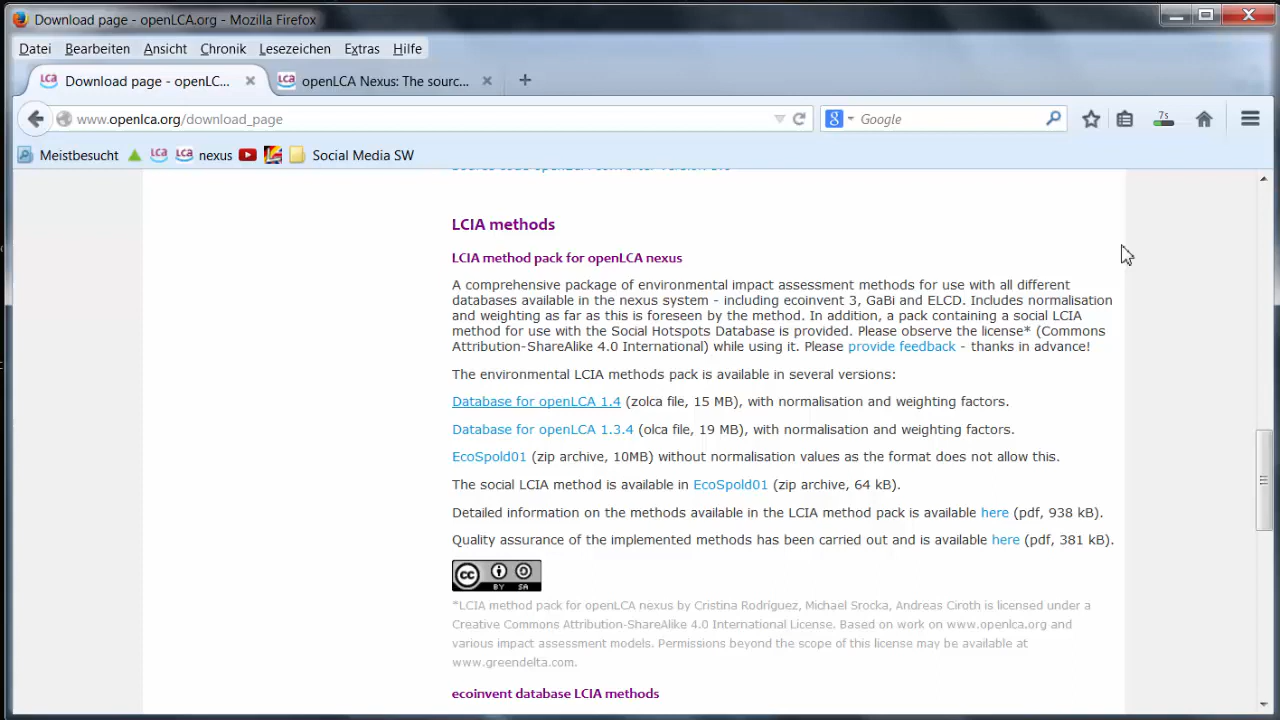 Download page - openLCA.org - Mozilla Firefox
Datei Bearbeiten Ansicht Chronik Lesezeichen Extras Hilfe
LCA Download page - openLC... LCA openLCA Nexus: The sourc...
www.openlca.org/download_page 8 Google 7s
Meistbesucht LCA LCA nexus Social Media SW
LCIA methods
LCIA method pack for openLCA nexus
A comprehensive package of environmental impact assessment methods for use with all different
databases available in the nexus system - including ecoinvent 3, GaBi and ELCD. Includes normalisation
and weighting as far as this is foreseen by the method. In addition, a pack containing a social LCIA
method for use with the Social Hotspots Database is provided. Please observe the license* (Commons
Attribution-ShareAlike 4.0 International) while using it. Please provide feedback - thanks in advance!
The environmental LCIA methods pack is available in several versions:
Database for openLCA 1.4 (zolca file, 15 MB), with normalisation and weighting factors.
Database for openLCA 1.3.4 (olca file, 19 MB), with normalisation and weighting factors.
EcoSpold01 (zip archive, 10MB) without normalisation values as the format does not allow this.
The social LCIA method is available in EcoSpold01 (zip archive, 64 kB).
Detailed information on the methods available in the LCIA method pack is available here (pdf, 938 kB).
Quality assurance of the implemented methods has been carried out and is available here (pdf, 381 kB).
cc BY SA
*LCIA method pack for openLCA nexus by Cristina Rodríguez, Michael Srocka, Andreas Ciroth is licensed under a
Creative Commons Attribution-ShareAlike 4.0 International License. Based on work on www.openlca.org and
various impact assessment models. Permissions beyond the scope of this license may be available at
www.greendelta.com.
ecoinvent database LCIA methods